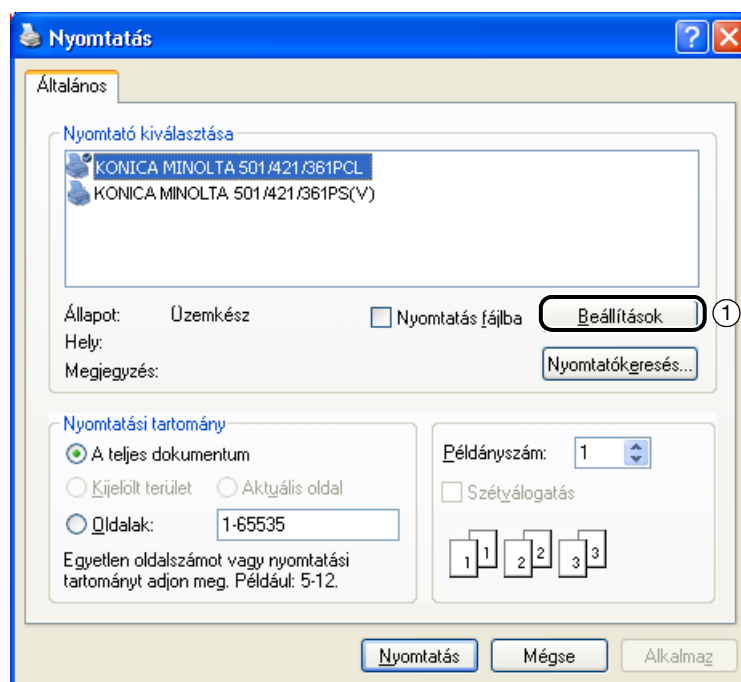 Nyomtatás
Általános
Nyomtató kiválasztása
KONICA MINOLTA 501/421/361PCL
KONICA MINOLTA 501/421/361PS(V)
Állapot: Üzemkész
Nyomtatás fájlba
Beállítások
1
Hely:
Megjegyzés:
Nyomtatókeresés...
Nyomtatási tartomány
A teljes dokumentum
Kijelölt terület Aktuális oldal
Oldalak: 1-65535
Egyetlen oldalszámot vagy nyomtatási
tartományt adjon meg. Például: 5-12.
Példányszám: 1
Szétválogatás
1 1 2 2 3 3
Nyomtatás Mégse Alkalmaz